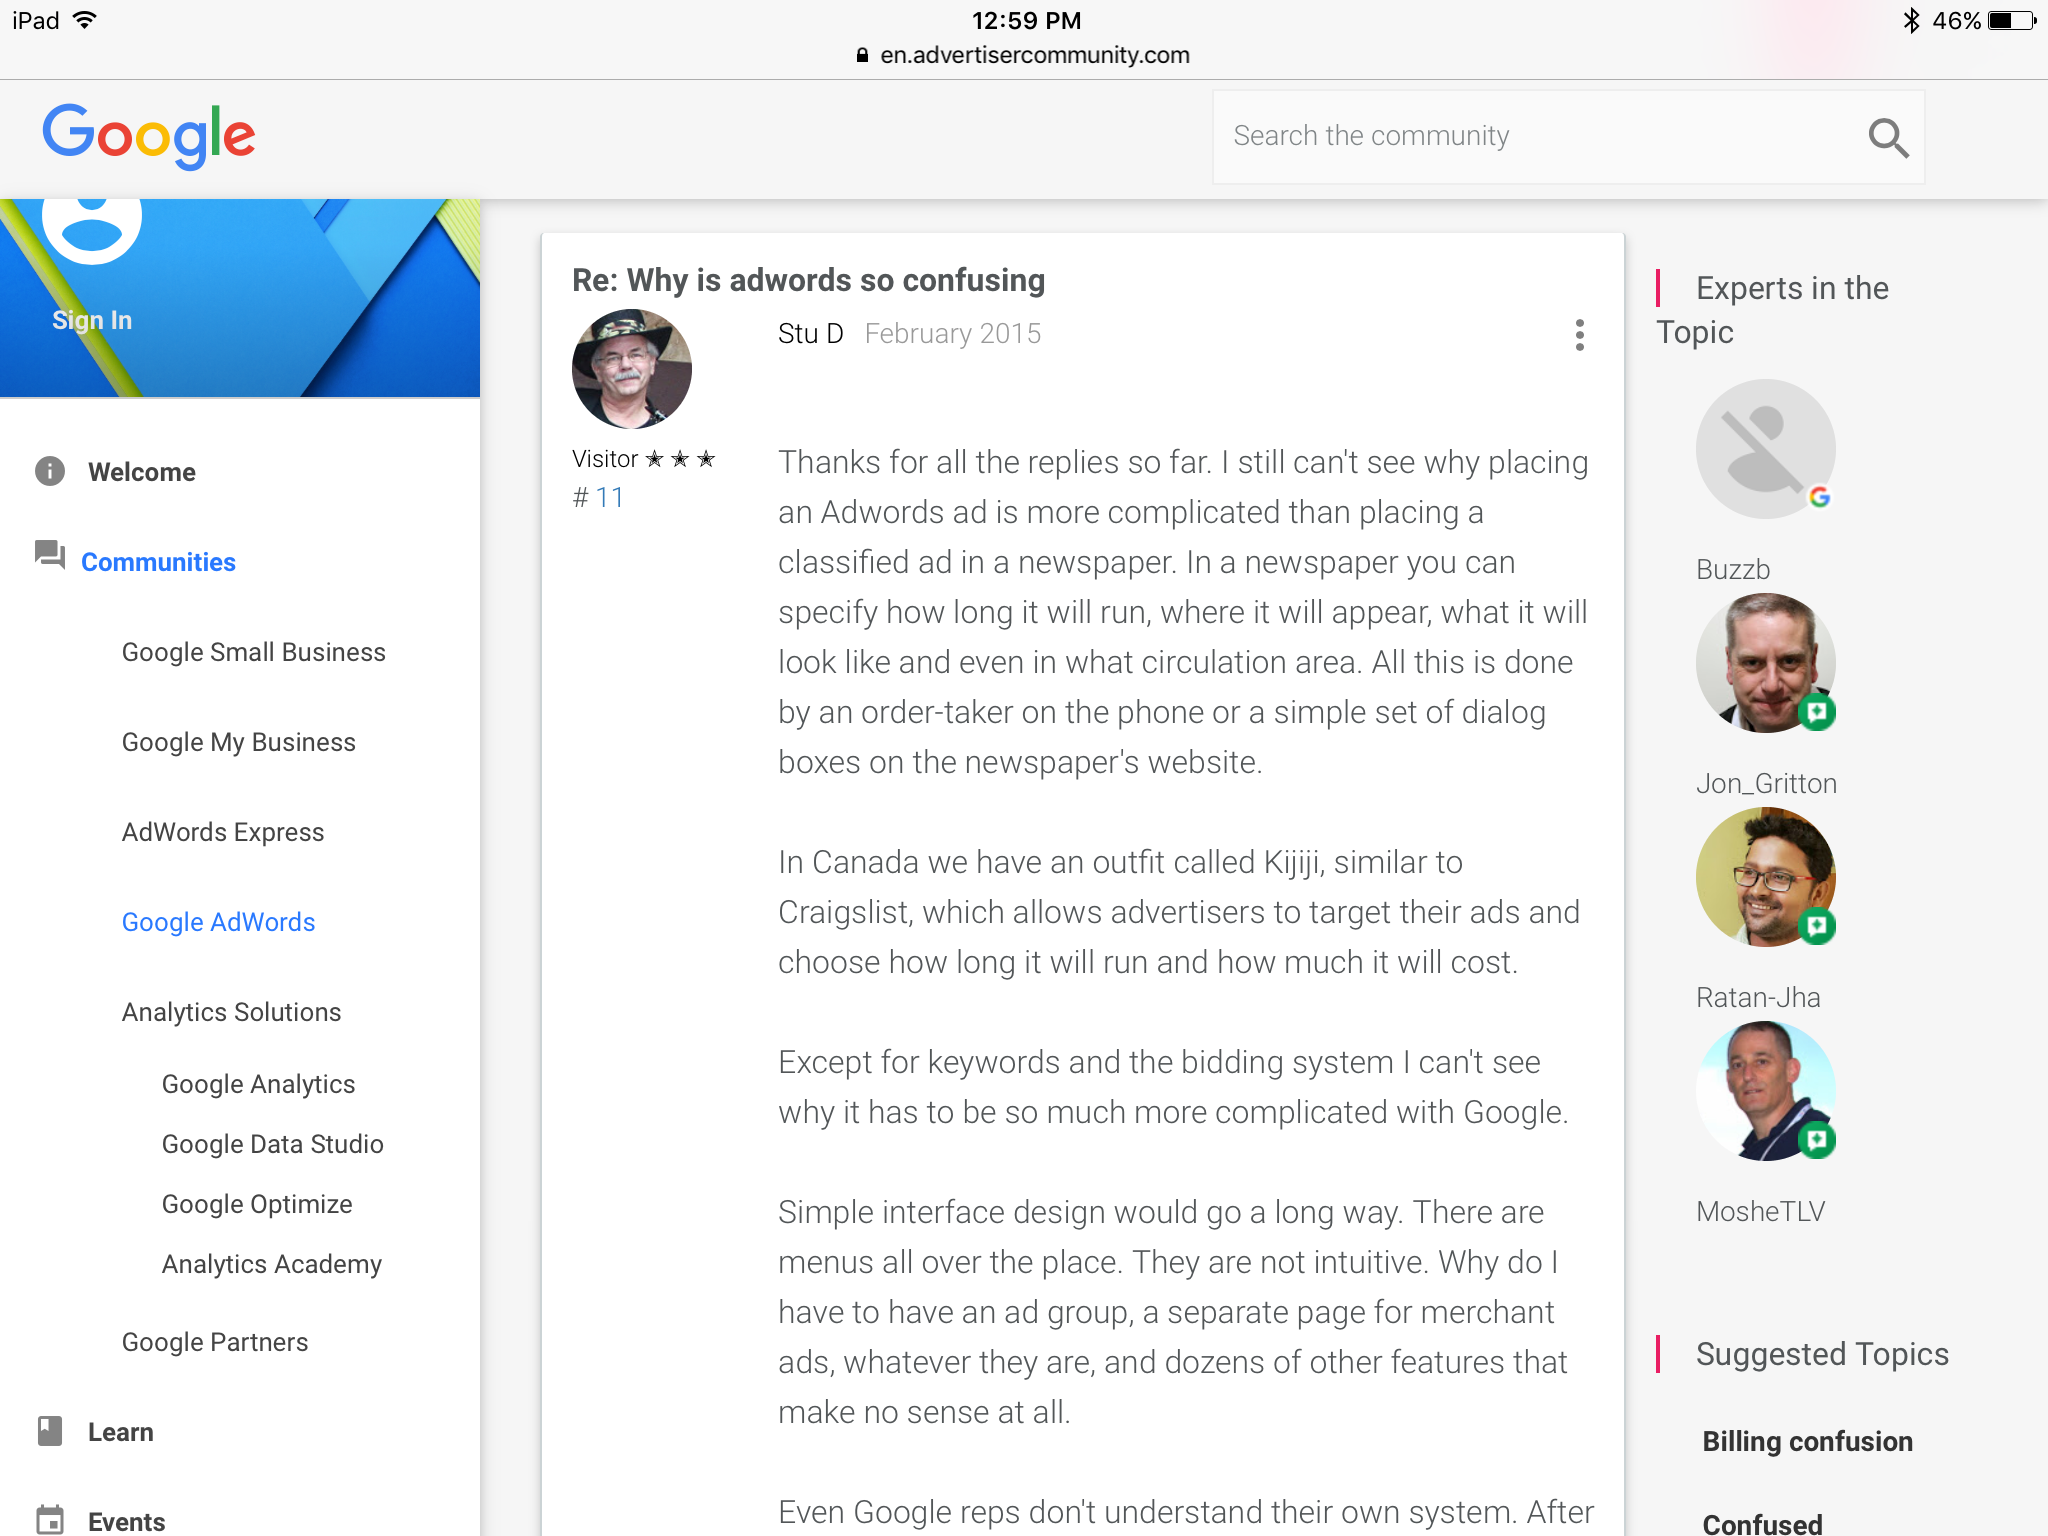 iPad
12:59 PM
46%
en.advertisercommunity.com
Google
Search the community
Sign In
Welcome
Communities
Google Small Business
Google My Business
AdWords Express
Google AdWords
Analytics Solutions
Google Analytics
Google Data Studio
Google Optimize
Analytics Academy
Google Partners
Learn
Events
Re: Why is adwords so confusing
Stu D February 2015
Visitor ✭ ✭ ✭
# 11
Thanks for all the replies so far. I still can't see why placing
an Adwords ad is more complicated than placing a
classified ad in a newspaper. In a newspaper you can
specify how long it will run, where it will appear, what it will
look like and even in what circulation area. All this is done
by an order-taker on the phone or a simple set of dialog
boxes on the newspaper's website.
In Canada we have an outfit called Kijiji, similar to
Craigslist, which allows advertisers to target their ads and
choose how long it will run and how much it will cost.
Except for keywords and the bidding system I can't see
why it has to be so much more complicated with Google.
Simple interface design would go a long way. There are
menus all over the place. They are not intuitive. Why do I
have to have an ad group, a separate page for merchant
ads, whatever they are, and dozens of other features that
make no sense at all.
Even Google reps don't understand their own system. After
Experts in the
Topic
G
Buzzb
Jon_Gritton
Ratan-Jha
MosheTLV
Suggested Topics
Billing confusion
Confused